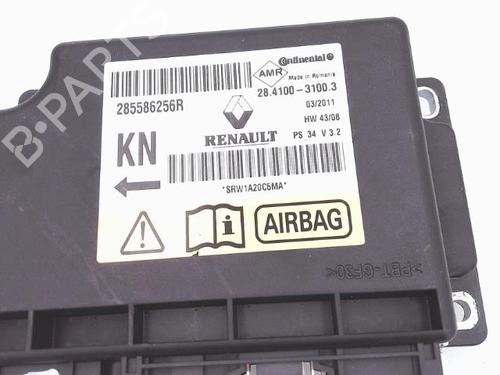 Continental
AMR
Made in Romania
285586256R
28.4100-3100.3
03/2011
HW 43/08
RENAULT
PS 34 V 3.2
KN
*SRW1A20C5MA*
i
AIRBAG
>PBT-GF30<
B-PARTS